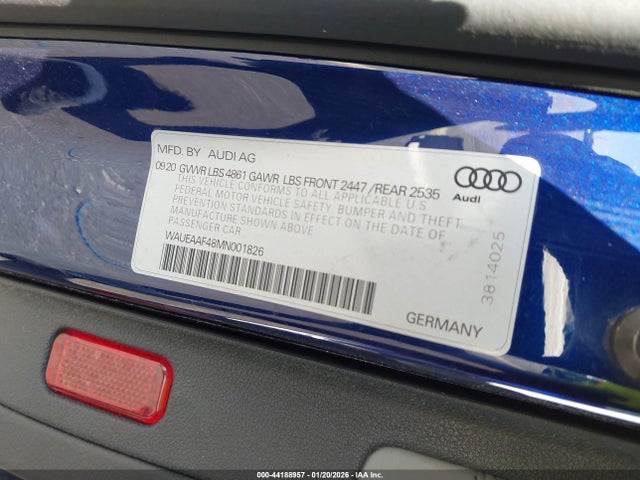 MFD. BY AUDI AG
0920 GVWR LBS 4861 GAWR LBS FRONT 2447 /REAR 2535
THIS VEHICLE CONFORMS TO ALL APPLICABLE U.S.
FEDERAL MOTOR VEHICLE SAFETY, BUMPER AND THEFT
PREVENTION STANDARDS IN EFFECT ON THE DATE OF
MANUFACTURE SHOWN ABOVE
PASSENGER CAR
WAUEAAF48MN001826
Audi
3814025
GERMANY
000-44188957 - 01/20/2026 - IAA Inc.